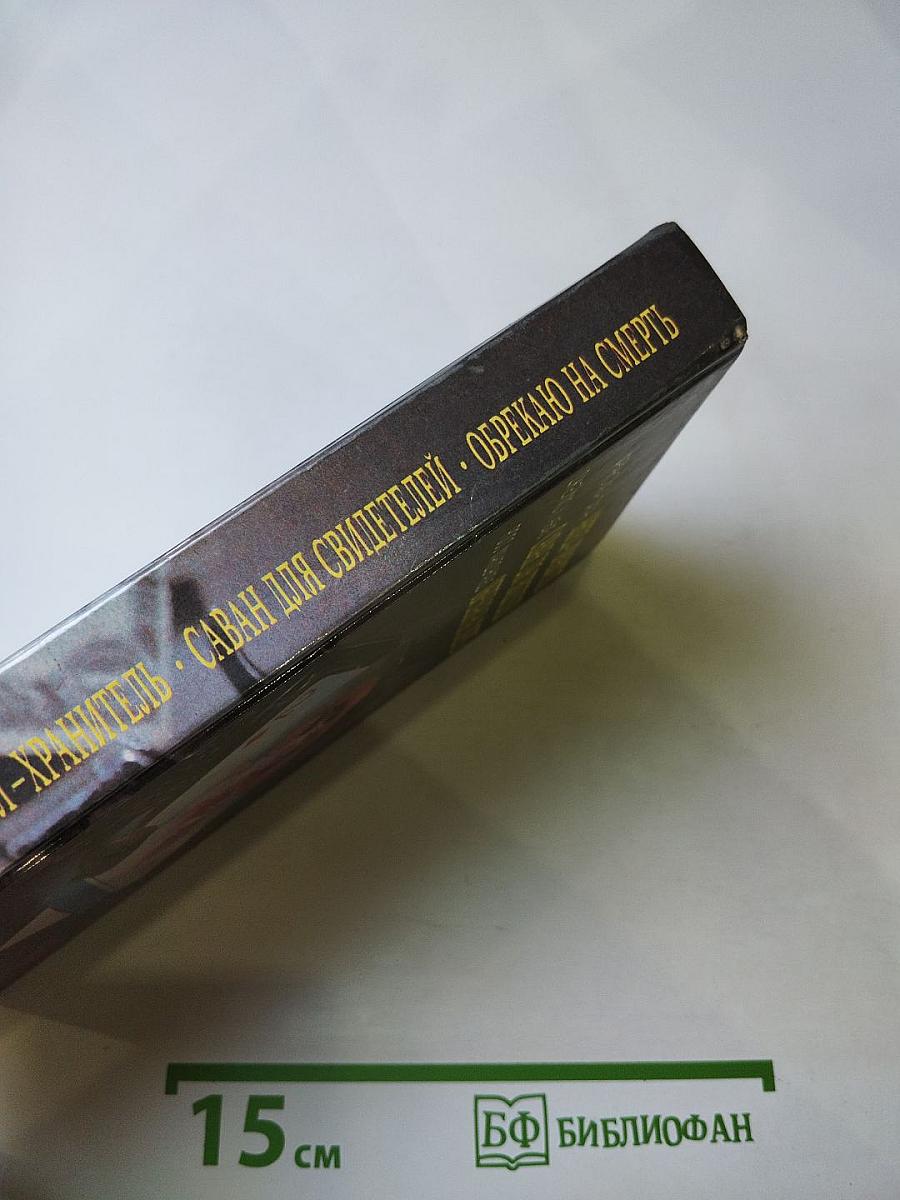 -ХРАНИТЕЛЬ · САВАН ДЛЯ СВИДЕТЕЛЕЙ · ОБРЕКАЮ НА СМЕРТЬ
15 см
БФ БИБЛИОФАН